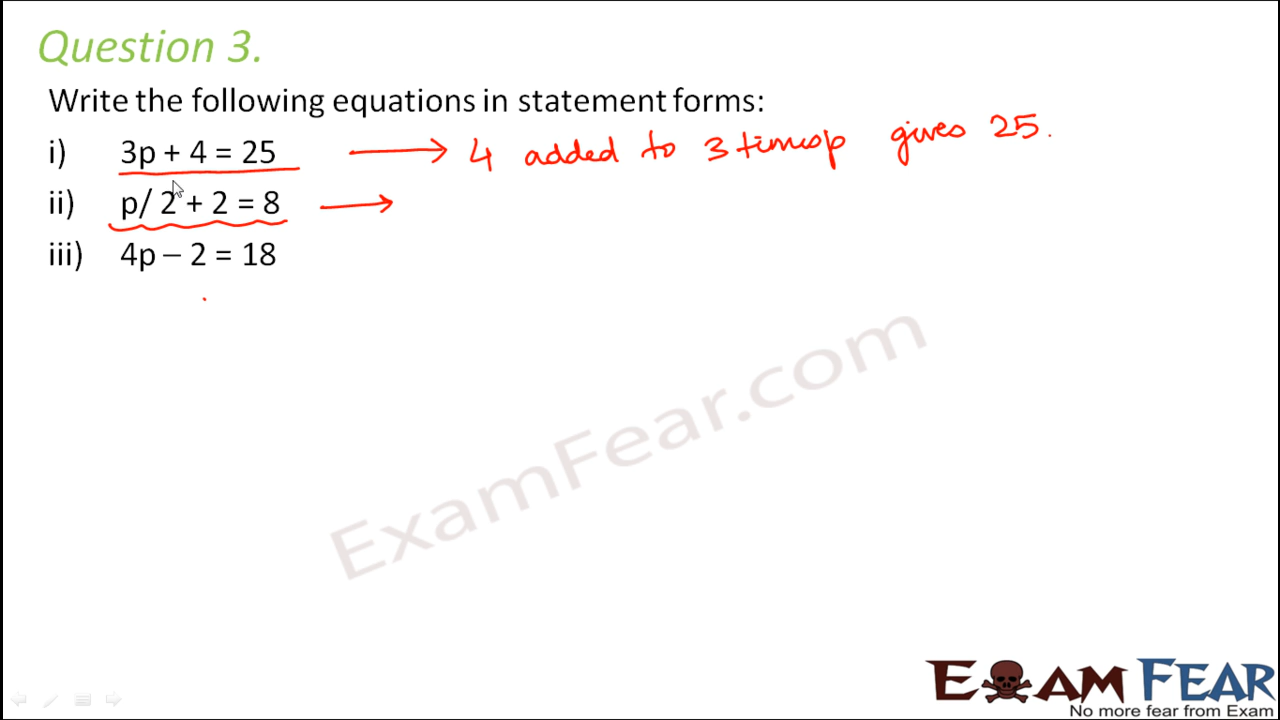 Question 3.
Write the following equations in statement forms:
i) 3p + 4 = 25 → 4 added to 3 times p gives 25.
ii) p/ 2 + 2 = 8 →
iii) 4p – 2 = 18
ExamFear.com
EXAM FEAR
No more fear from Exam